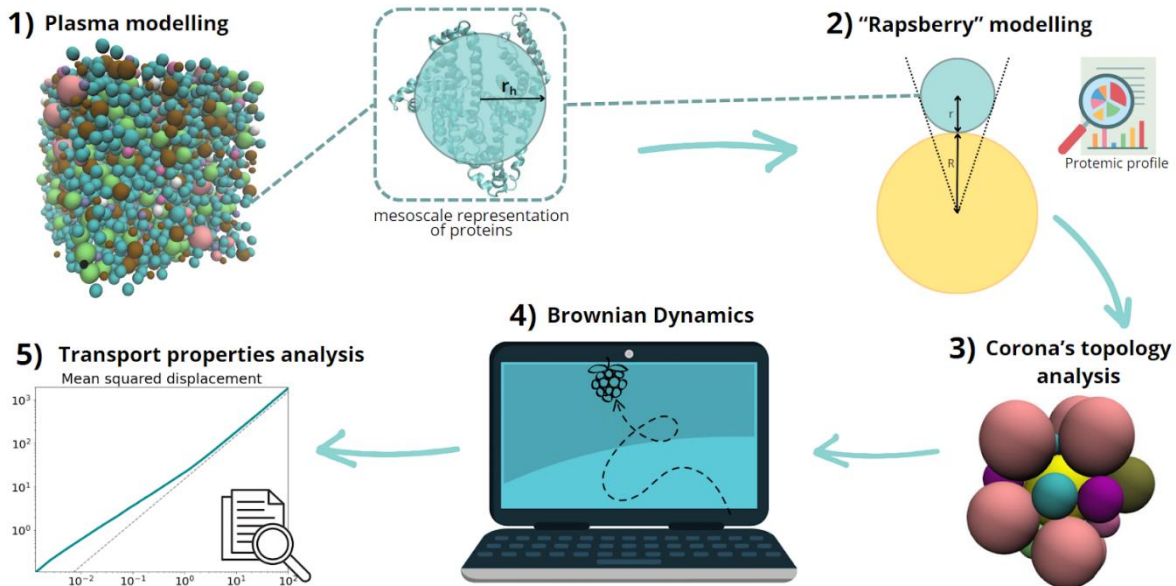 1) Plasma modelling
r_h
mesoscale representation
of proteins
2) “Rapsberry” modelling
r
R
Protemic profile
3) Corona’s topology
analysis
4) Brownian Dynamics
5) Transport properties analysis
Mean squared displacement
10³
10²
10¹
10⁰
10⁻² 10⁻¹ 10⁰ 10¹ 10²